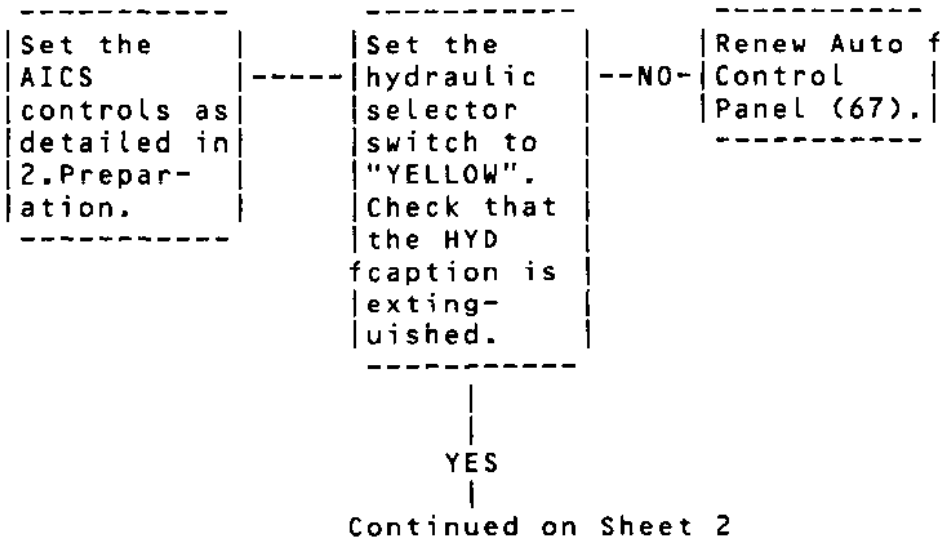 Set the
AICS
controls as
detailed in
2.Prepar-
ation.
Set the
hydraulic
selector
switch to
"YELLOW".
Check that
the HYD
fcaption is
exting-
uished.
--NO-
Renew Auto f
Control
Panel (67).
YES
Continued on Sheet 2